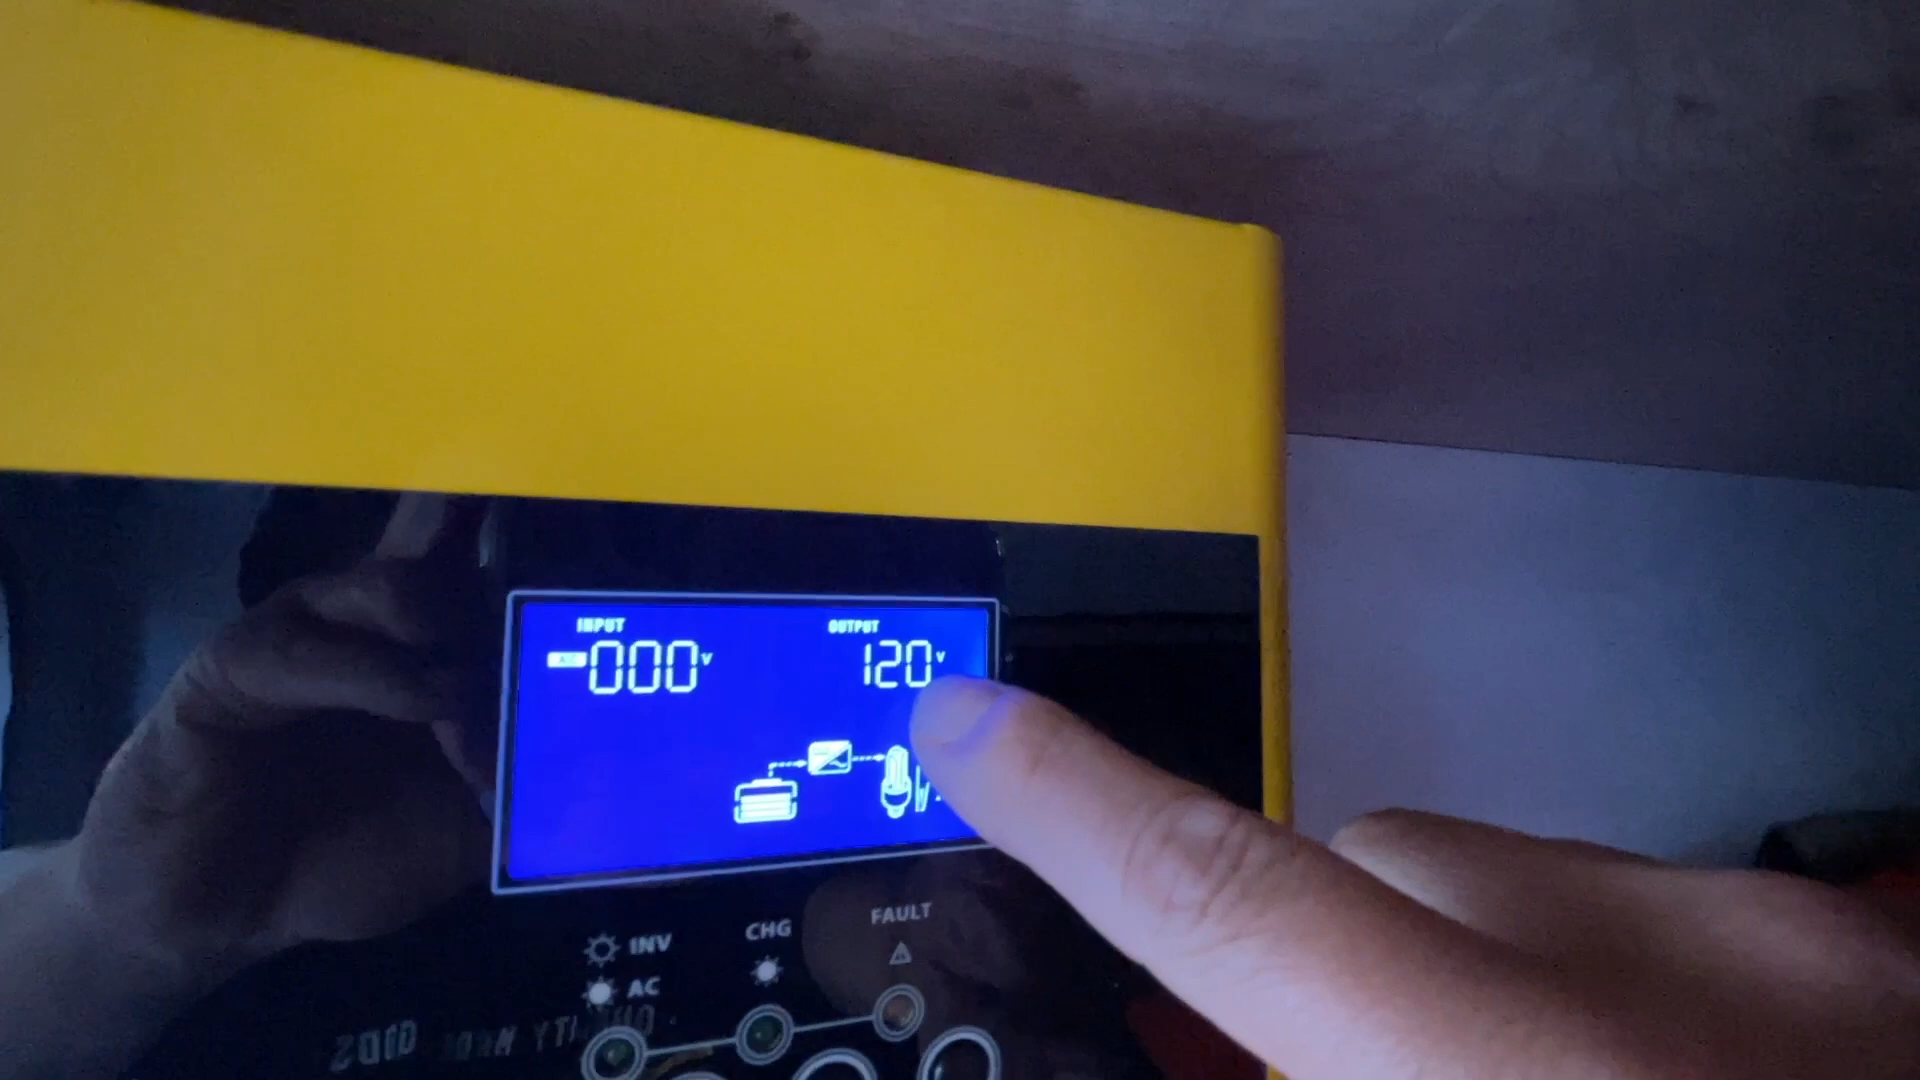 INPUT
000V
OUTPUT
120V
INV
AC
CHG
FAULT